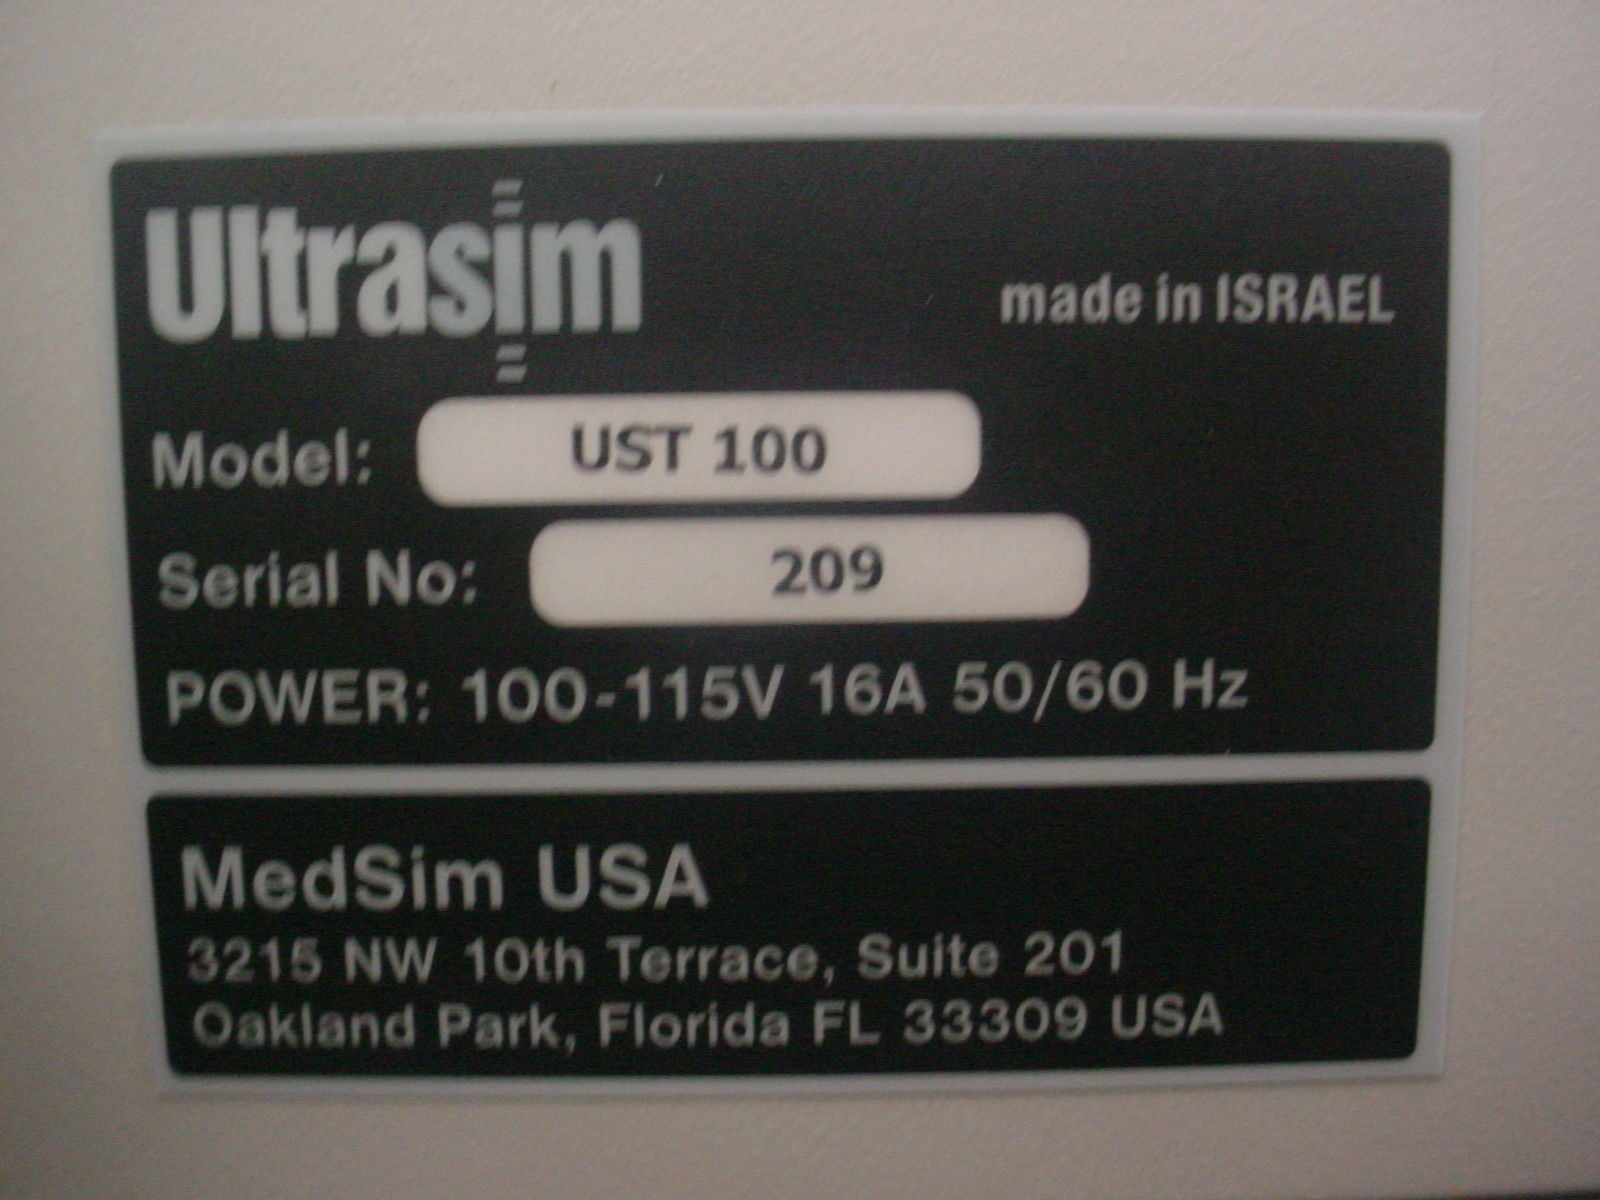 Ultrasim
made in ISRAEL
Model: UST 100
Serial No: 209
POWER: 100-115V 16A 50/60 Hz
MedSim USA
3215 NW 10th Terrace, Suite 201
Oakland Park, Florida FL 33309 USA